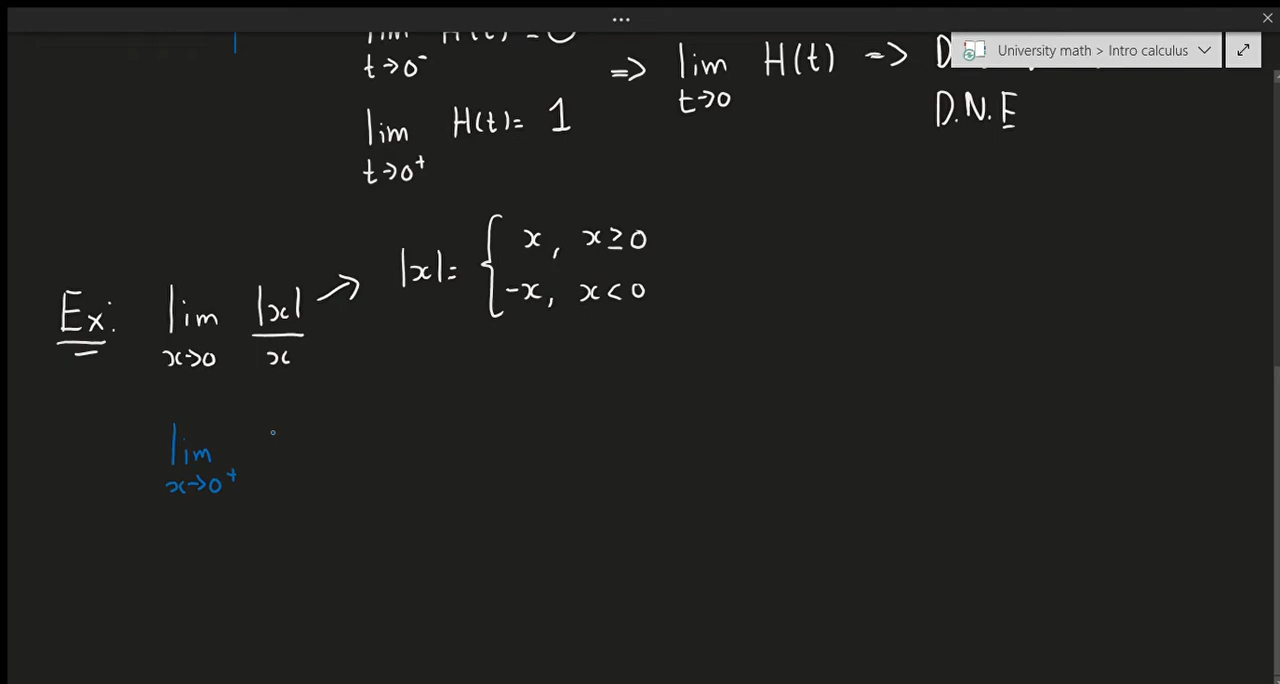 University math > Intro calculus
lim H(t) = 0
t→0⁻
=> lim H(t) =>
t→0
D.N.E
lim H(t) = 1
t→0⁺
|x| = { x, x ≥ 0
-x, x < 0
Ex: lim |x|/x →
x→0
lim
x→0⁺